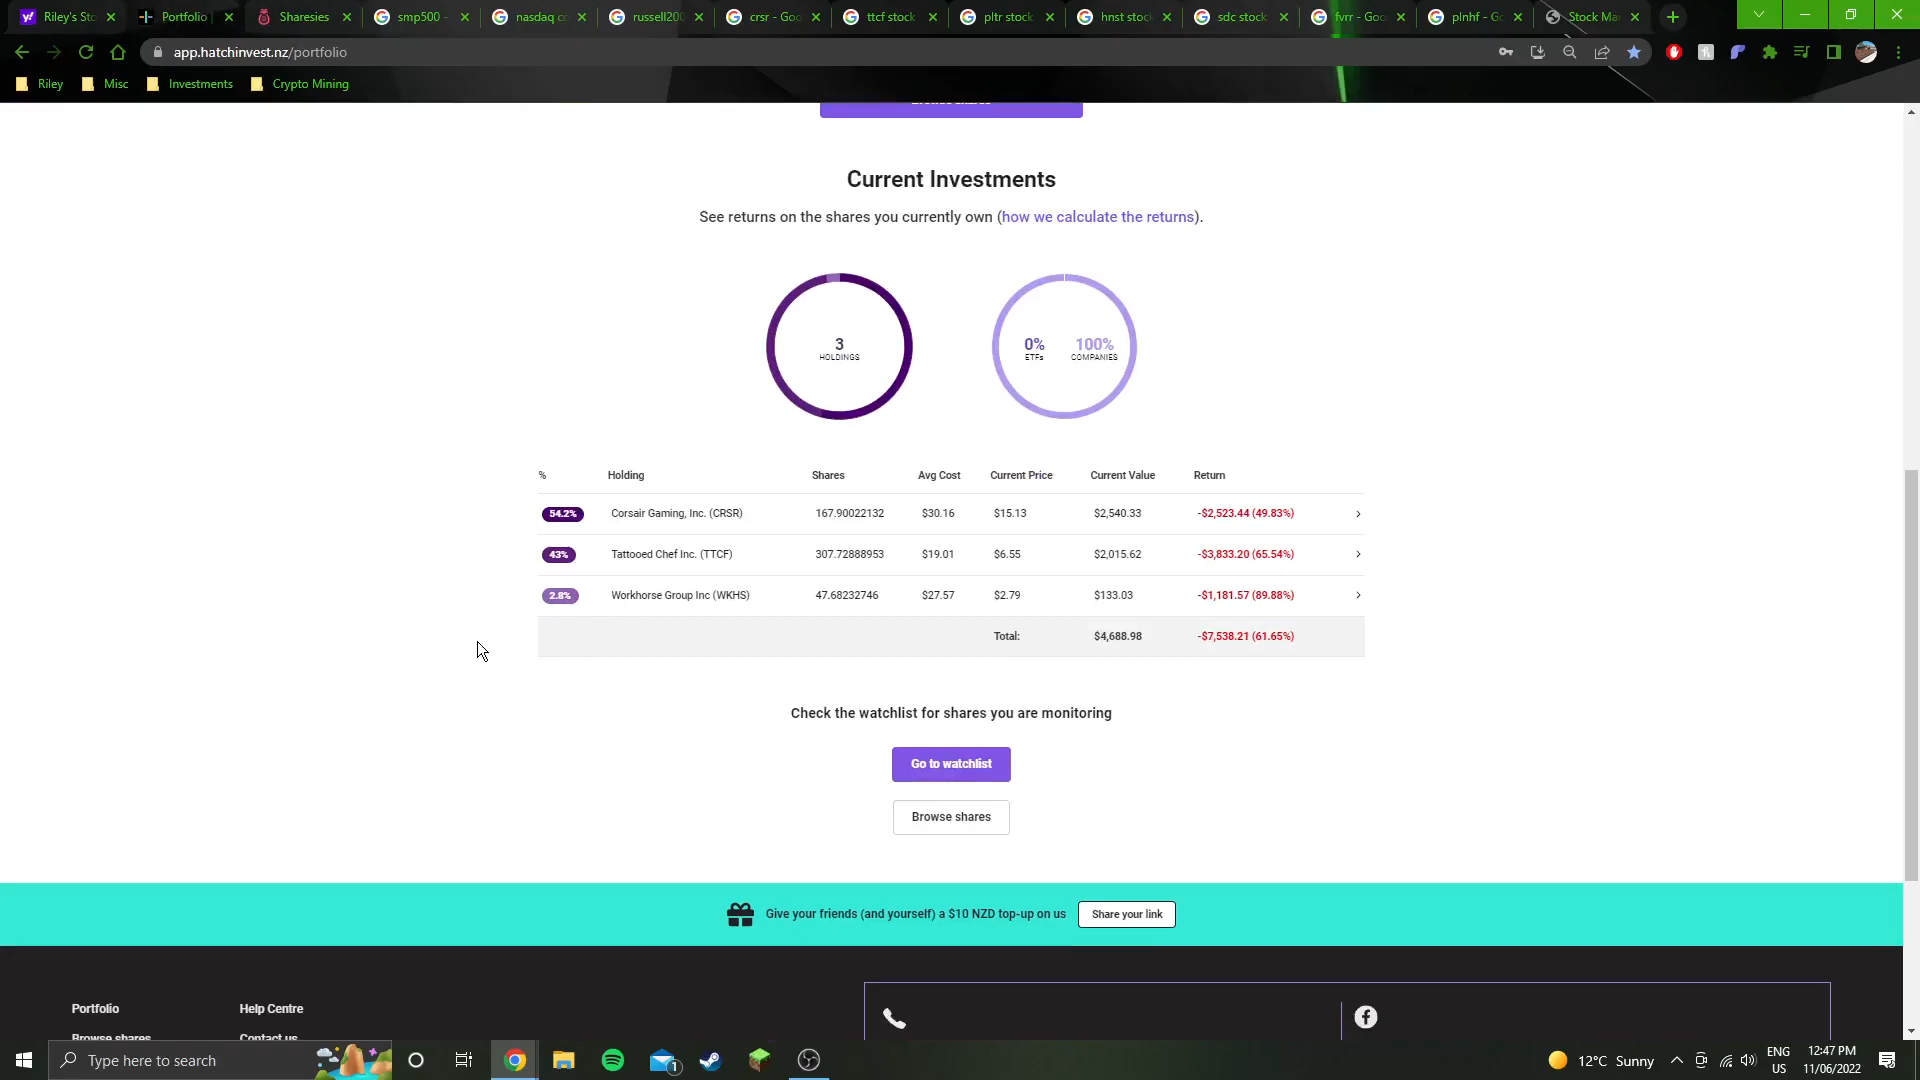 Riley's Sto
Portfolio |
Sharesies
smp500 -
nasdaq co
russell200
crsr - Goo
ttcf stock
pltr stock
hnst stock
sdc stock
fvrr - Goo
plnhf - Go
Stock Mar
app.hatchinvest.nz/portfolio
Riley
Misc
Investments
Crypto Mining
Current Investments
See returns on the shares you currently own (how we calculate the returns).
3
HOLDINGS
0%
ETFs
100%
COMPANIES
% Holding Shares Avg Cost Current Price Current Value Return
54.2% Corsair Gaming, Inc. (CRSR) 167.90022132 $30.16 $15.13 $2,540.33 -$2,523.44 (49.83%)
43% Tattooed Chef Inc. (TTCF) 307.72888953 $19.01 $6.55 $2,015.62 -$3,833.20 (65.54%)
2.8% Workhorse Group Inc (WKHS) 47.68232746 $27.57 $2.79 $133.03 -$1,181.57 (89.88%)
Total: $4,688.98 -$7,538.21 (61.65%)
Check the watchlist for shares you are monitoring
Go to watchlist
Browse shares
Give your friends (and yourself) a $10 NZD top-up on us
Share your link
Portfolio
Help Centre
Browse shares
Contact us
Type here to search
1
12°C Sunny
ENG
US
12:47 PM
11/06/2022